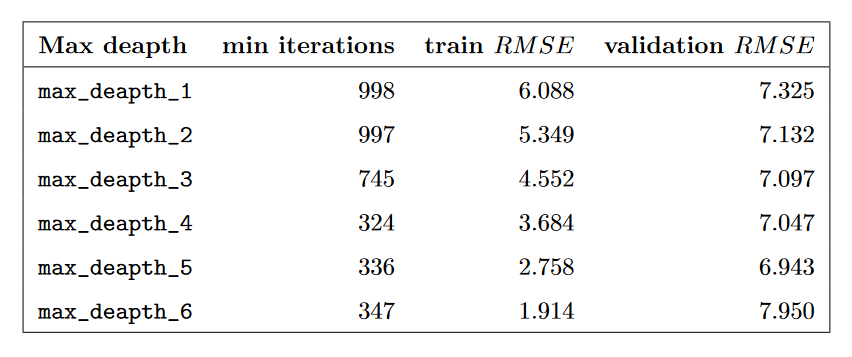 Max deapth min iterations train RMSE validation RMSE
max_deapth_1 998 6.088 7.325
max_deapth_2 997 5.349 7.132
max_deapth_3 745 4.552 7.097
max_deapth_4 324 3.684 7.047
max_deapth_5 336 2.758 6.943
max_deapth_6 347 1.914 7.950